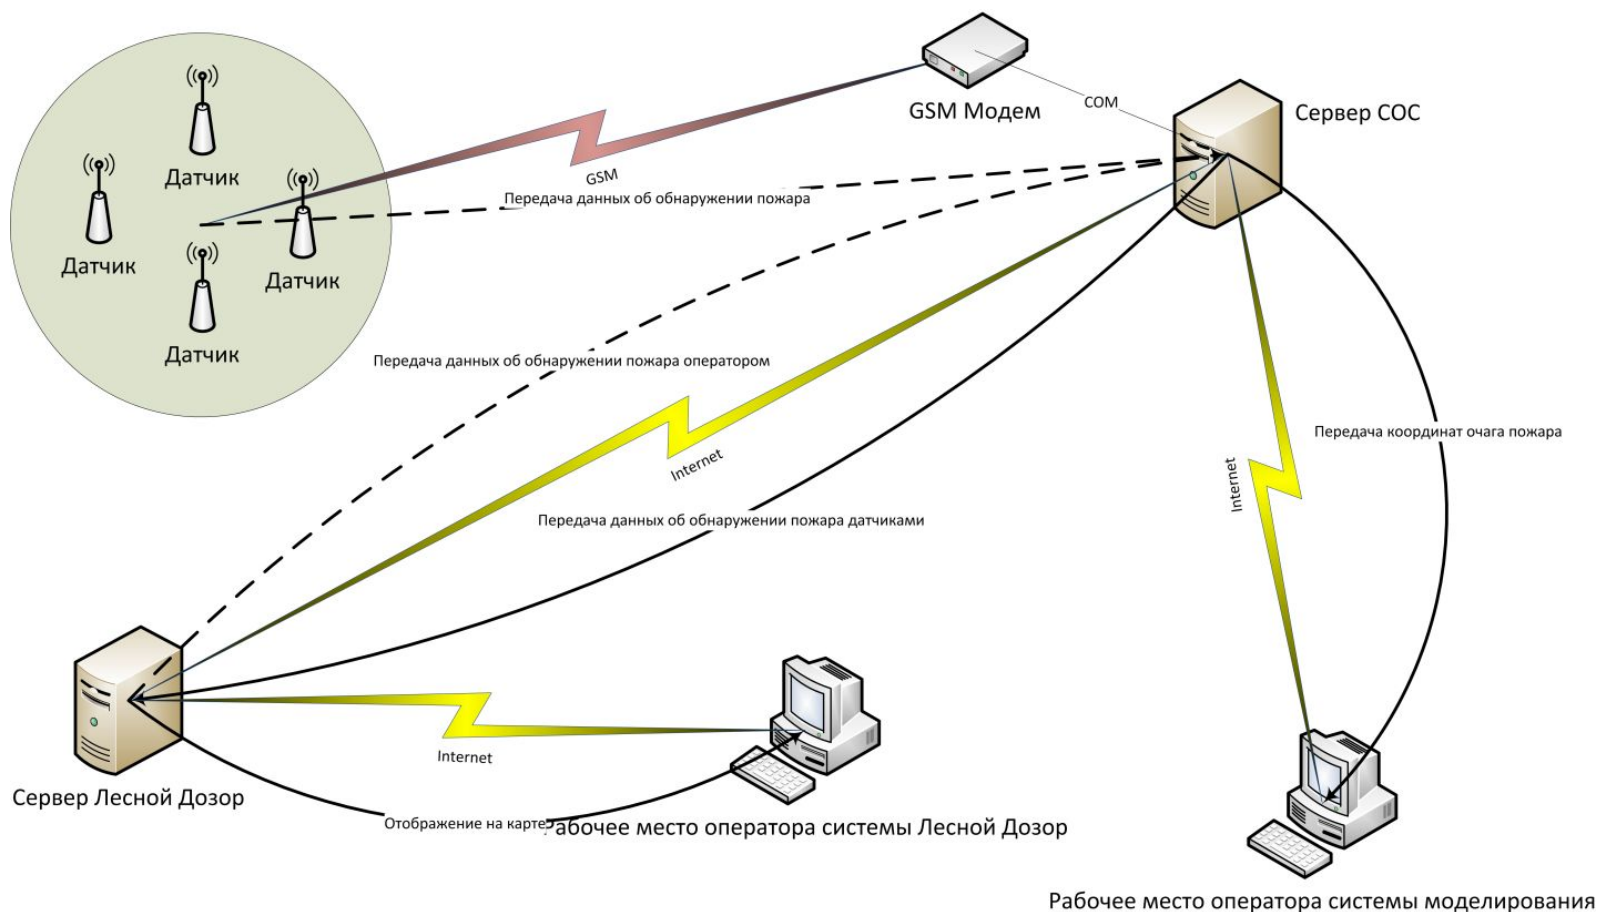 GSM Модем
COM
Сервер СОС
Датчик
Датчик
Датчик
Датчик
GSM
Передача данных об обнаружении пожара
Передача данных об обнаружении пожара оператором
Internet
Передача данных об обнаружении пожара датчиками
Передача координат очага пожара
Internet
Internet
Сервер Лесной Дозор
Отображение на карте
Рабочее место оператора системы Лесной Дозор
Рабочее место оператора системы моделирования